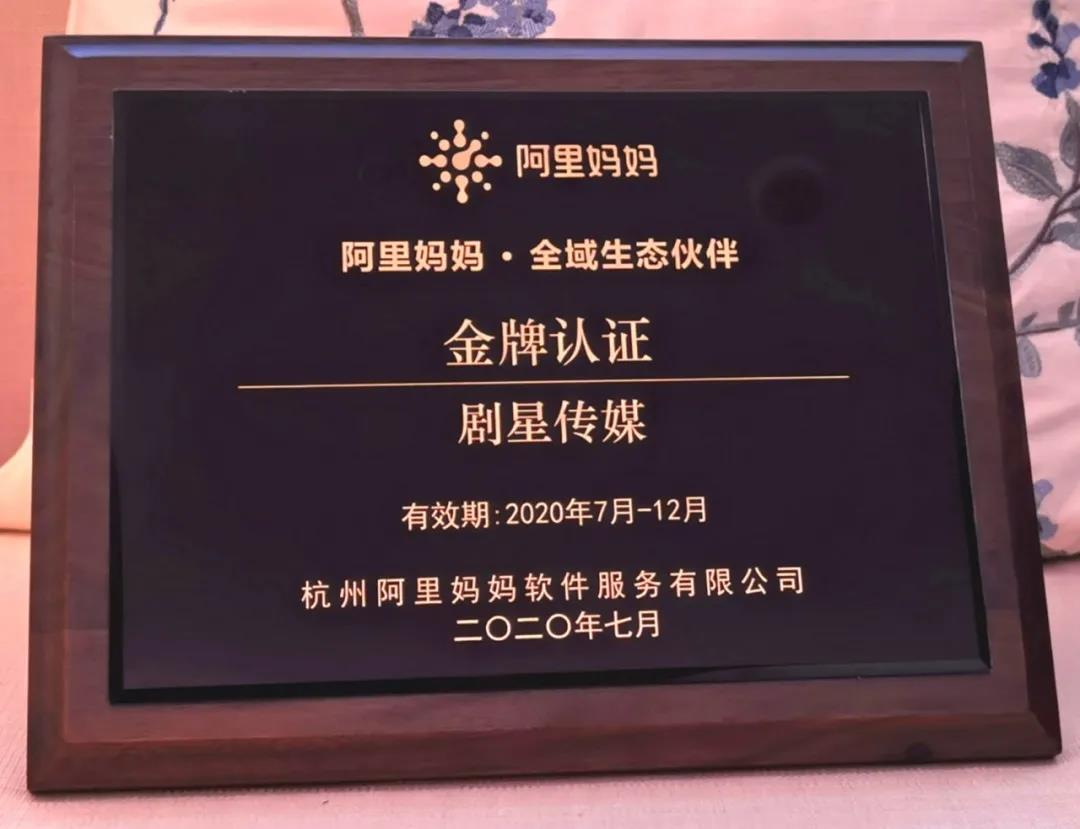 阿里妈妈
阿里妈妈·全域生态伙伴
金牌认证
剧星传媒
有效期:2020年7月-12月
杭州阿里妈妈软件服务有限公司
二〇二〇年七月